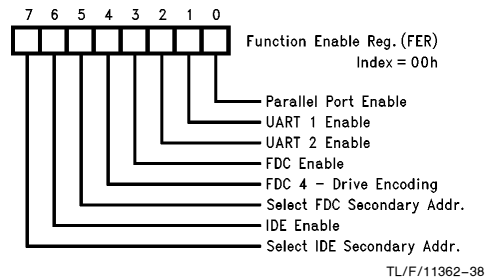 7 6 5 4 3 2 1 0
Function Enable Reg. (FER)
Index = 00h
Parallel Port Enable
UART 1 Enable
UART 2 Enable
FDC Enable
FDC 4 – Drive Encoding
Select FDC Secondary Addr.
IDE Enable
Select IDE Secondary Addr.
TL/F/11362–38